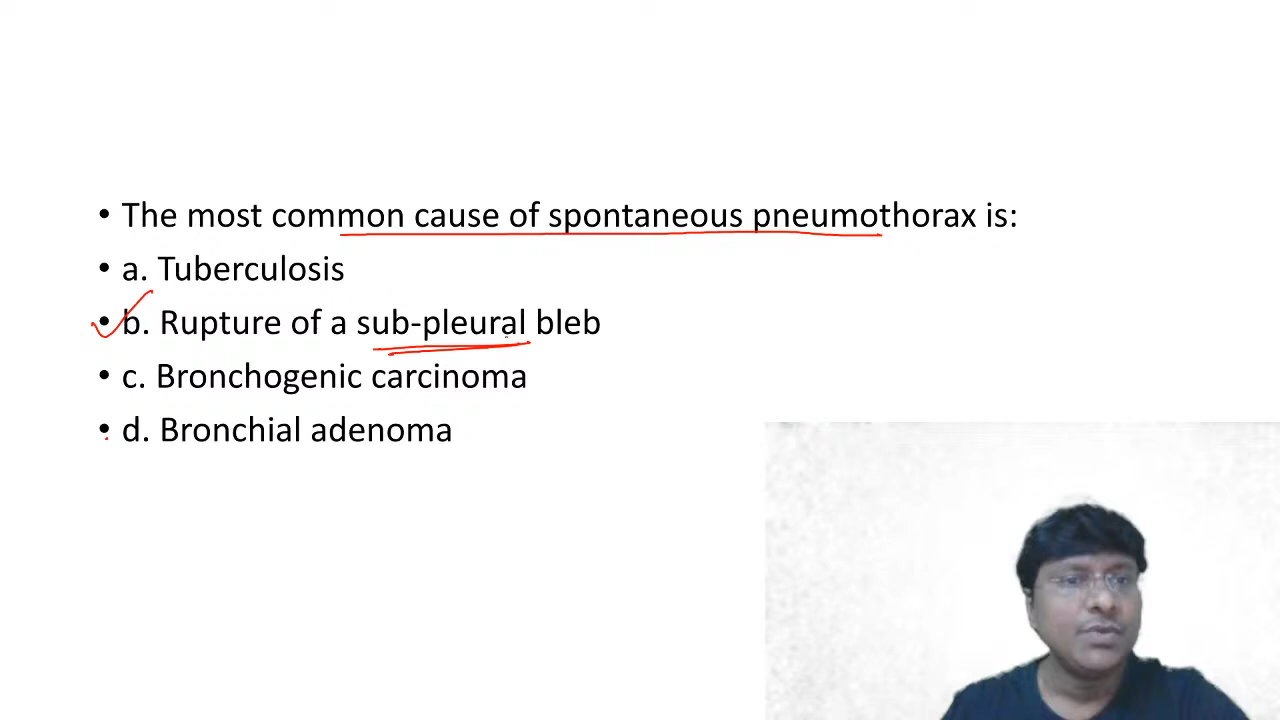 • The most common cause of spontaneous pneumothorax is:
• a. Tuberculosis
• b. Rupture of a sub-pleural bleb
• c. Bronchogenic carcinoma
• d. Bronchial adenoma